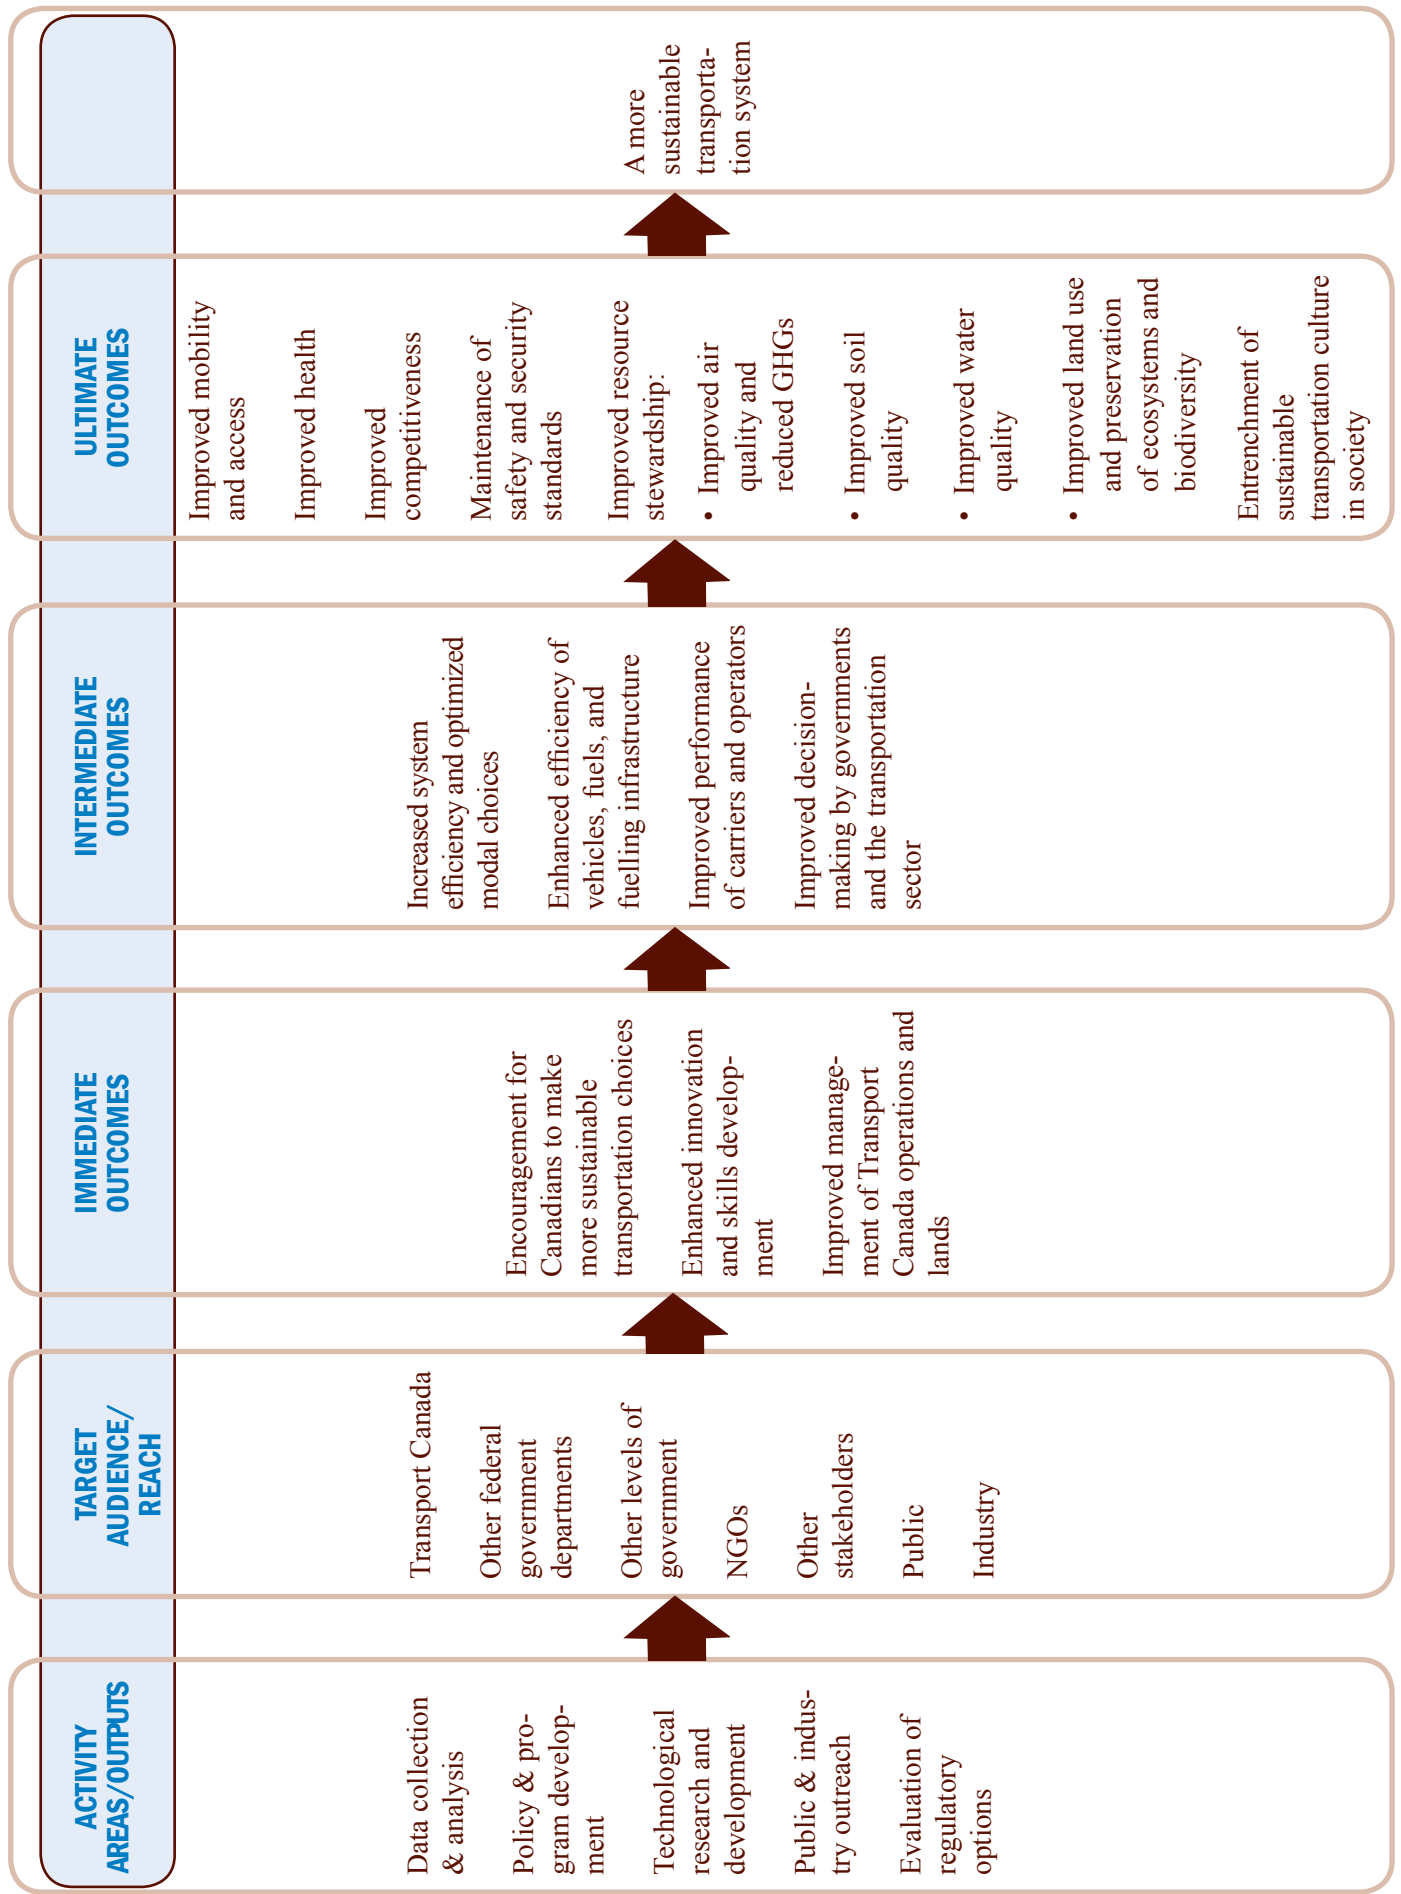 ACTIVITY
AREAS/OUTPUTS
Data collection
& analysis
Policy & pro-
gram develop-
ment
Technological
research and
development
Public & indus-
try outreach
Evaluation of
regulatory
options
TARGET
AUDIENCE/
REACH
Transport Canada
Other federal
government
departments
Other levels of
government
NGOs
Other
stakeholders
Public
Industry
IMMEDIATE
OUTCOMES
Encouragement for
Canadians to make
more sustainable
transportation choices
Enhanced innovation
and skills develop-
ment
Improved manage-
ment of Transport
Canada operations and
lands
INTERMEDIATE
OUTCOMES
Increased system
efficiency and optimized
modal choices
Enhanced efficiency of
vehicles, fuels, and
fuelling infrastructure
Improved performance
of carriers and operators
Improved decision-
making by governments
and the transportation
sector
ULTIMATE
OUTCOMES
Improved mobility
and access
Improved health
Improved
competitiveness
Maintenance of
safety and security
standards
Improved resource
stewardship:
• Improved air
quality and
reduced GHGs
• Improved soil
quality
• Improved water
quality
• Improved land use
and preservation
of ecosystems and
biodiversity
Entrenchment of
sustainable
transportation culture
in society
A more
sustainable
transporta-
tion system